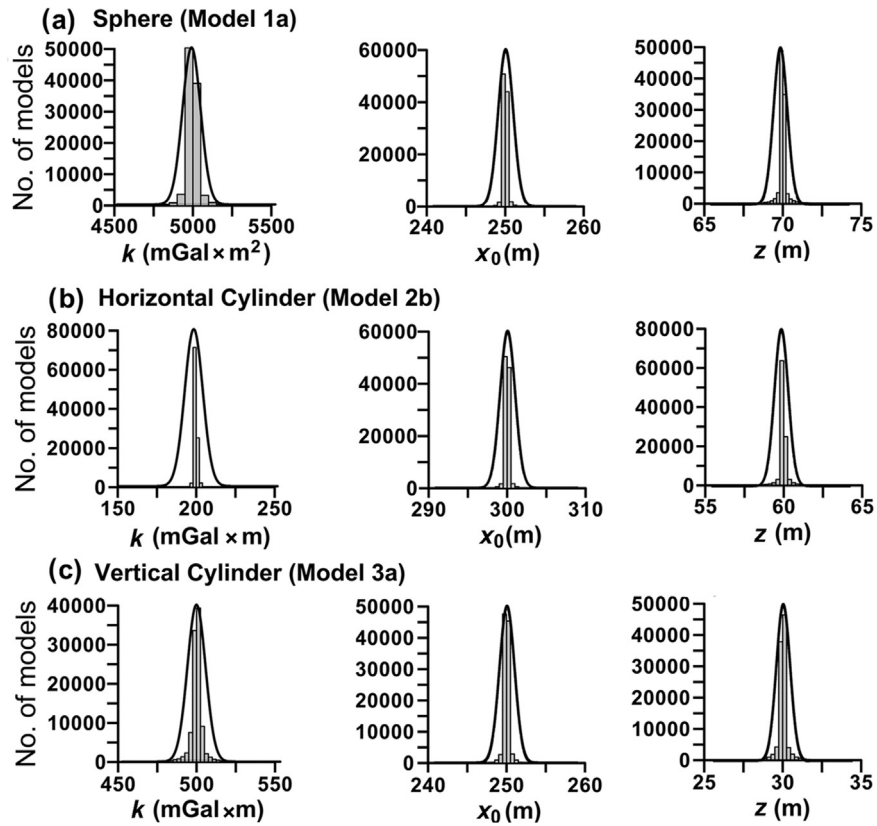 (a) Sphere (Model 1a)
No. of models
50000
40000
30000
20000
10000
0
4500 5000 5500
k (mGal×m²)
60000
40000
20000
0
240 250 260
x₀(m)
50000
40000
30000
20000
10000
0
65 70 75
z (m)
(b) Horizontal Cylinder (Model 2b)
No. of models
80000
60000
40000
20000
0
150 200 250
k (mGal ×m)
60000
40000
20000
0
290 300 310
x₀(m)
80000
60000
40000
20000
0
55 60 65
z (m)
(c) Vertical Cylinder (Model 3a)
No. of models
40000
30000
20000
10000
0
450 500 550
k (mGal×m)
50000
40000
30000
20000
10000
0
240 250 260
x₀(m)
50000
40000
30000
20000
10000
0
25 30 35
z (m)